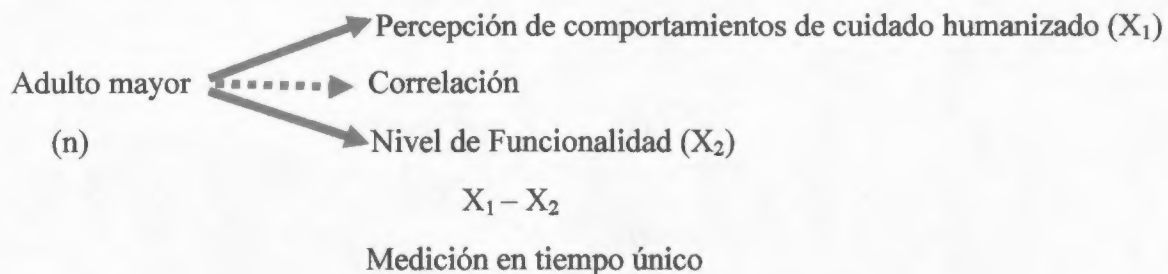 Percepción de comportamientos de cuidado humanizado (X₁)
Adulto mayor Correlación
(n) Nivel de Funcionalidad (X₂)
X₁ – X₂
Medición en tiempo único